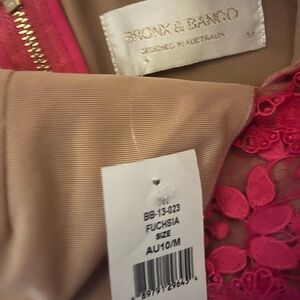 BRONX & BANCO
DESIGNED IN AUSTRALIA
M
BB-13-023
FUCHSIA
SIZE
AU10/M